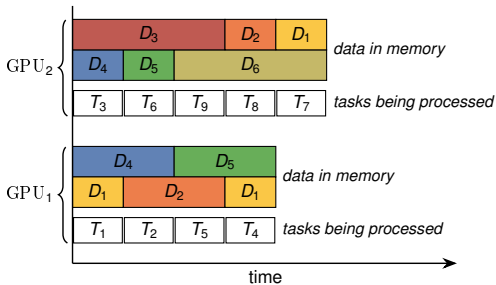 D3 D2 D1
data in memory
GPU2
D4 D5 D6
T3 T6 T9 T8 T7
tasks being processed
D4 D5
data in memory
GPU1
D1 D2 D1
T1 T2 T5 T4
tasks being processed
time